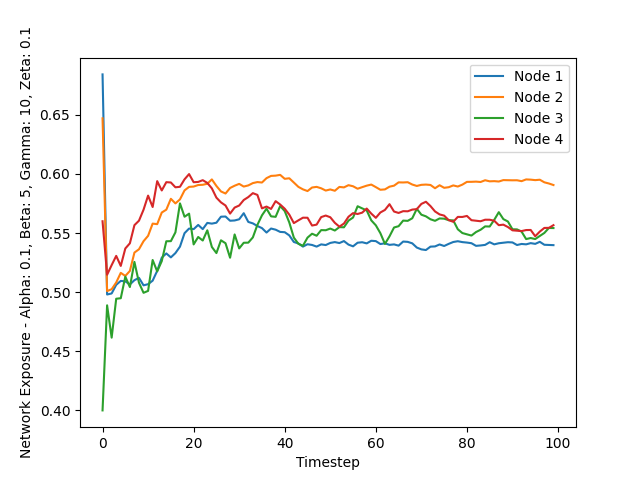 Network Exposure - Alpha: 0.1, Beta: 5, Gamma: 10, Zeta: 0.1
0.65
0.60
0.55
0.50
0.45
0.40
Node 1
Node 2
Node 3
Node 4
0 20 40 60 80 100
Timestep